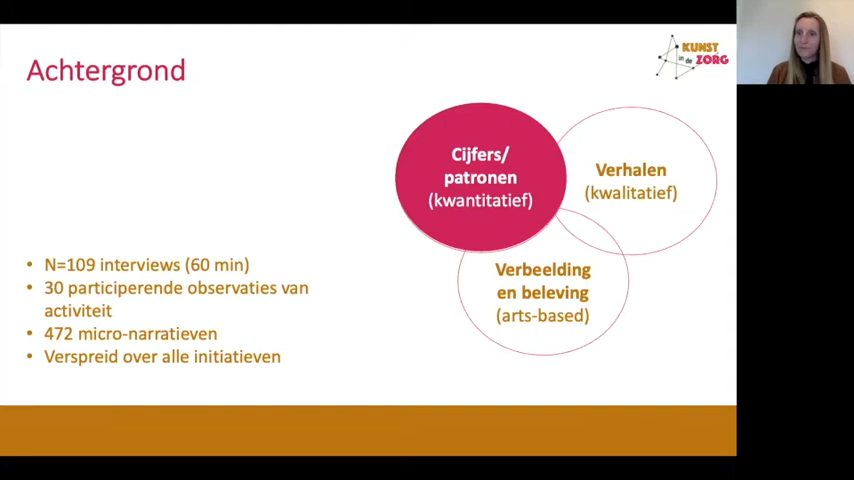 Achtergrond
KUNST
in de ZORG
Cijfers/
patronen
(kwantitatief)
Verhalen
(kwalitatief)
Verbeelding
en beleving
(arts-based)
• N=109 interviews (60 min)
• 30 participerende observaties van
activiteit
• 472 micro-narratieven
• Verspreid over alle initiatieven